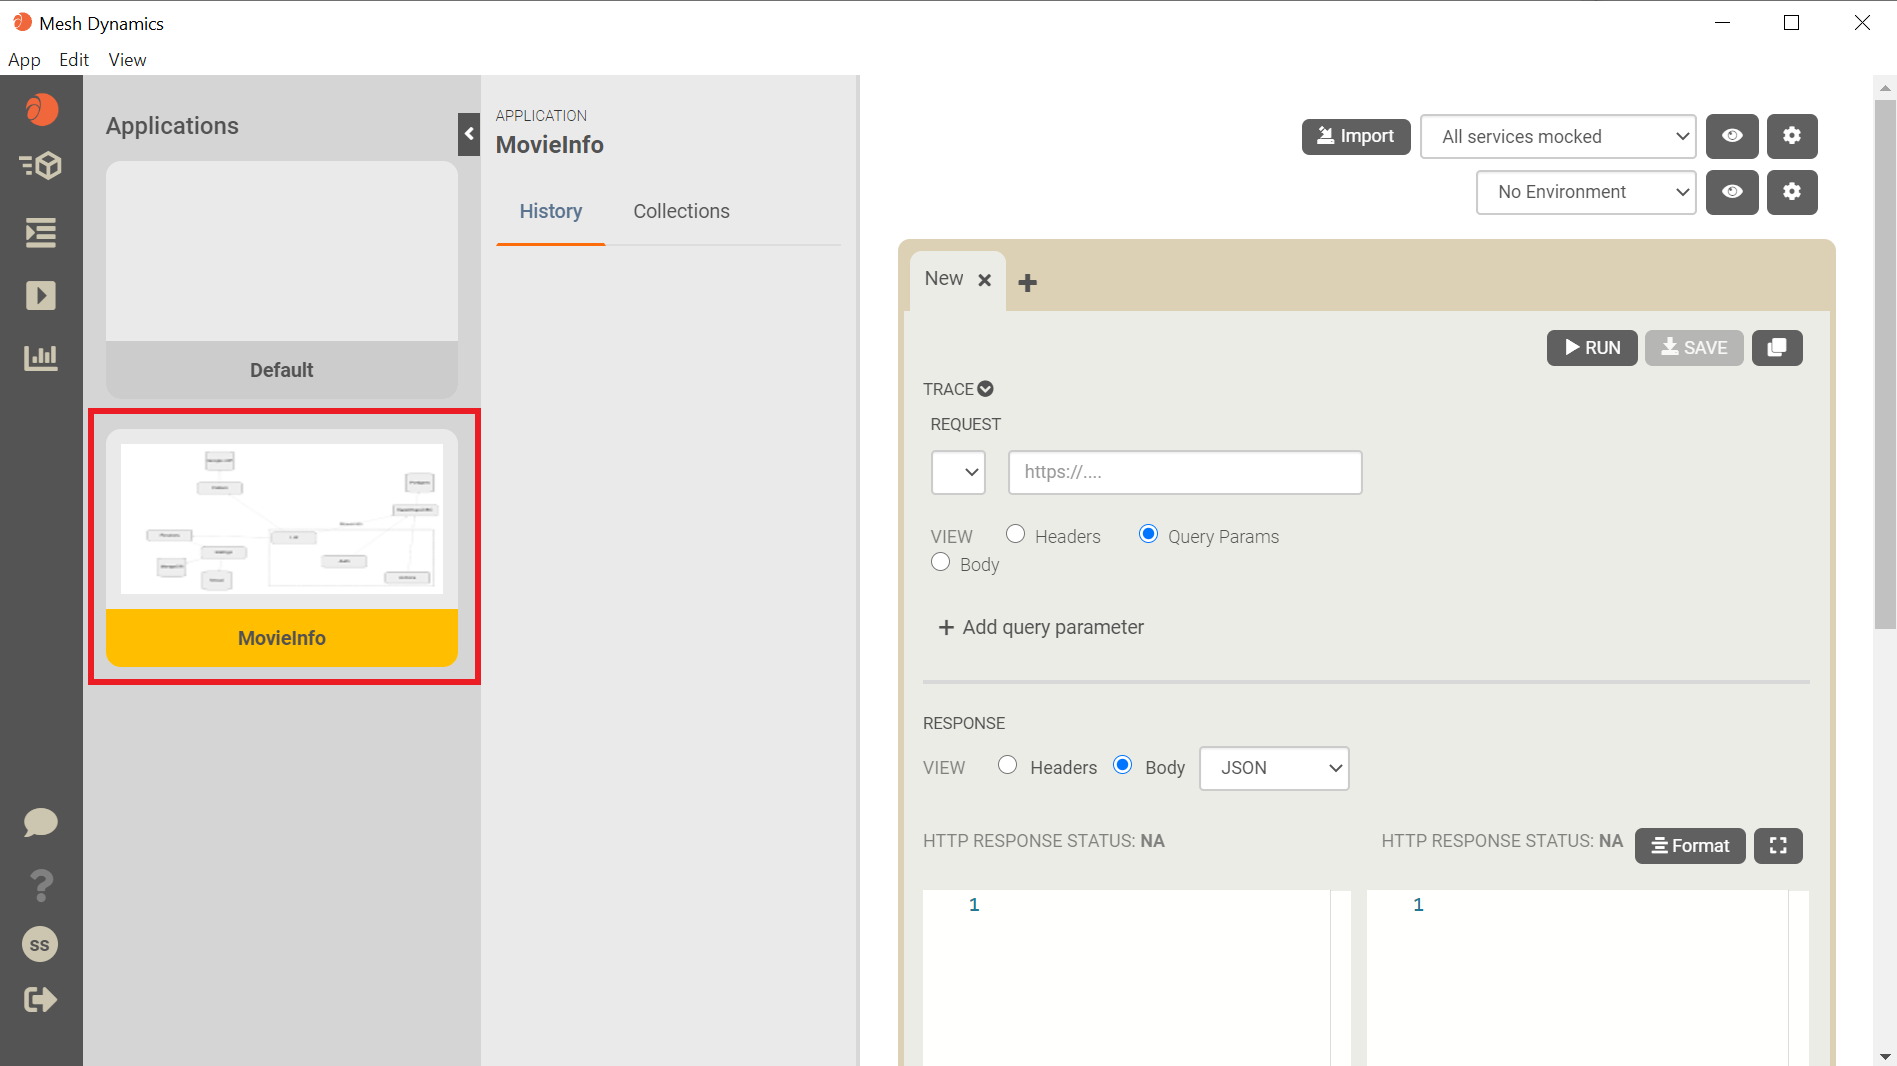 Mesh Dynamics
App Edit View
Applications
Default
MovieInfo
APPLICATION
MovieInfo
History Collections
Import All services mocked
No Environment
New
RUN SAVE
TRACE
REQUEST
https://....
VIEW Headers Query Params
Body
+ Add query parameter
RESPONSE
VIEW Headers Body JSON
HTTP RESPONSE STATUS: NA HTTP RESPONSE STATUS: NA Format
1 1
?
SS